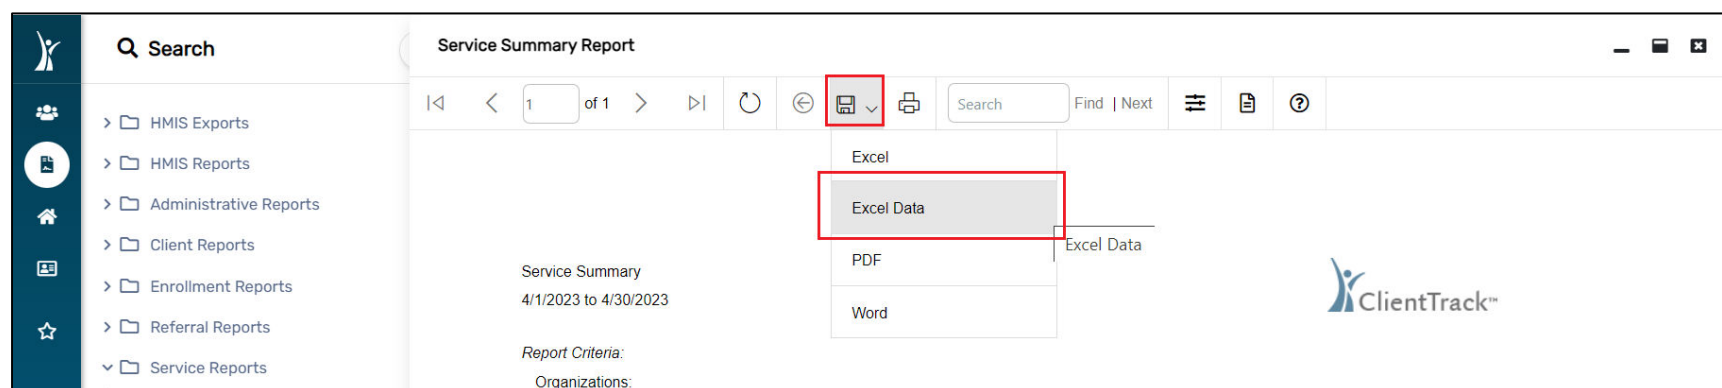 Search
Service Summary Report
1 of 1
Search
Find | Next
HMIS Exports
HMIS Reports
Administrative Reports
Client Reports
Enrollment Reports
Referral Reports
Service Reports
Excel
Excel Data
PDF
Word
Excel Data
Service Summary
4/1/2023 to 4/30/2023
Report Criteria:
Organizations:
ClientTrack™